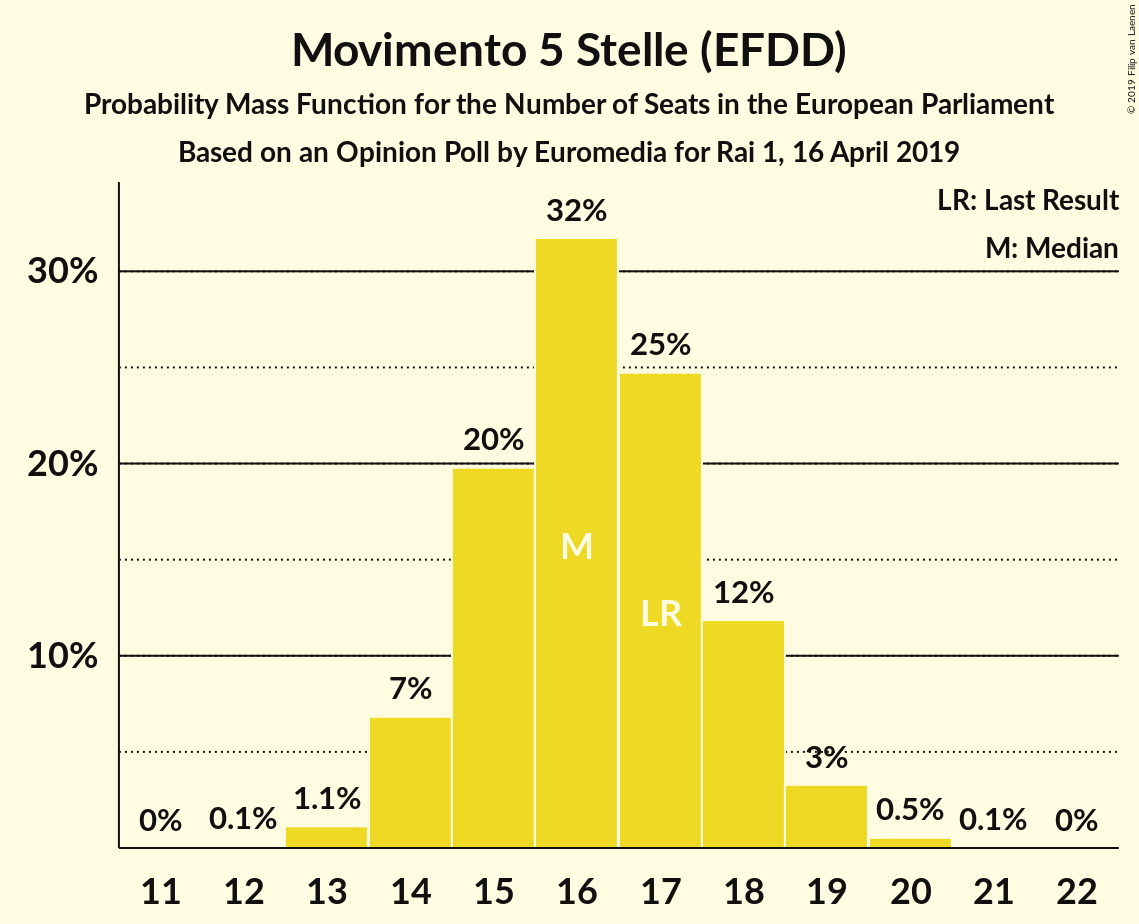 Movimento 5 Stelle (EFDD)
Probability Mass Function for the Number of Seats in the European Parliament
Based on an Opinion Poll by Euromedia for Rai 1, 16 April 2019
© 2019 Filip van Laenen
LR: Last Result
M: Median
30%
20%
10%
0%
0.1%
1.1%
7%
20%
32%
25%
12%
3%
0.5%
0.1%
0%
M
LR
11 12 13 14 15 16 17 18 19 20 21 22